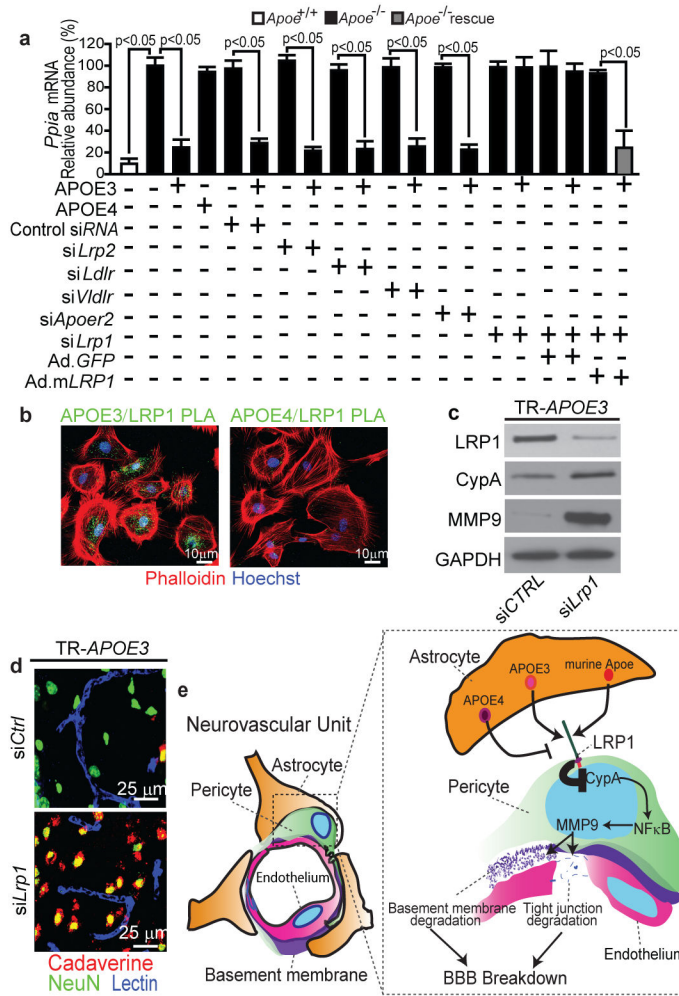 Apoe+/+ Apoe-/- Apoe-/-rescue
a
p<0.05 p<0.05 p<0.05 p<0.05 p<0.05 p<0.05 p<0.05 p<0.05
Ppia mRNA
Relative abundance (%)
120
100
80
60
40
20
0
APOE3 - - + - - + - + - + - + - + - + - + - +
APOE4 - - - + - - - - - - - - - - - - - - - -
Control siRNA - - - - + + - - - - - - - - - - - - - -
siLrp2 - - - - - - + + - - - - - - - - - - - -
siLdlr - - - - - - - - + + - - - - - - - - - -
siVldlr - - - - - - - - - - + + - - - - - - - -
siApoer2 - - - - - - - - - - - - + + - - - - - -
siLrp1 - - - - - - - - - - - - - - + + + + + +
Ad.GFP - - - - - - - - - - - - - - - - + + - -
Ad.mLRP1 - - - - - - - - - - - - - - - - - - + +
b
APOE3/LRP1 PLA APOE4/LRP1 PLA
10μm 10μm
Phalloidin Hoechst
c
TR-APOE3
LRP1
CypA
MMP9
GAPDH
siCTRL siLrp1
d
TR-APOE3
siCtrl
25 μm
siLrp1
25 μm
Cadaverine
NeuN Lectin
e
Neurovascular Unit
Astrocyte
Pericyte
Endothelium
Basement membrane
Astrocyte
APOE4
APOE3
murine Apoe
LRP1
CypA
Pericyte
MMP9
NFκB
Basement membrane
degradation
Tight junction
degradation
Endothelium
BBB Breakdown